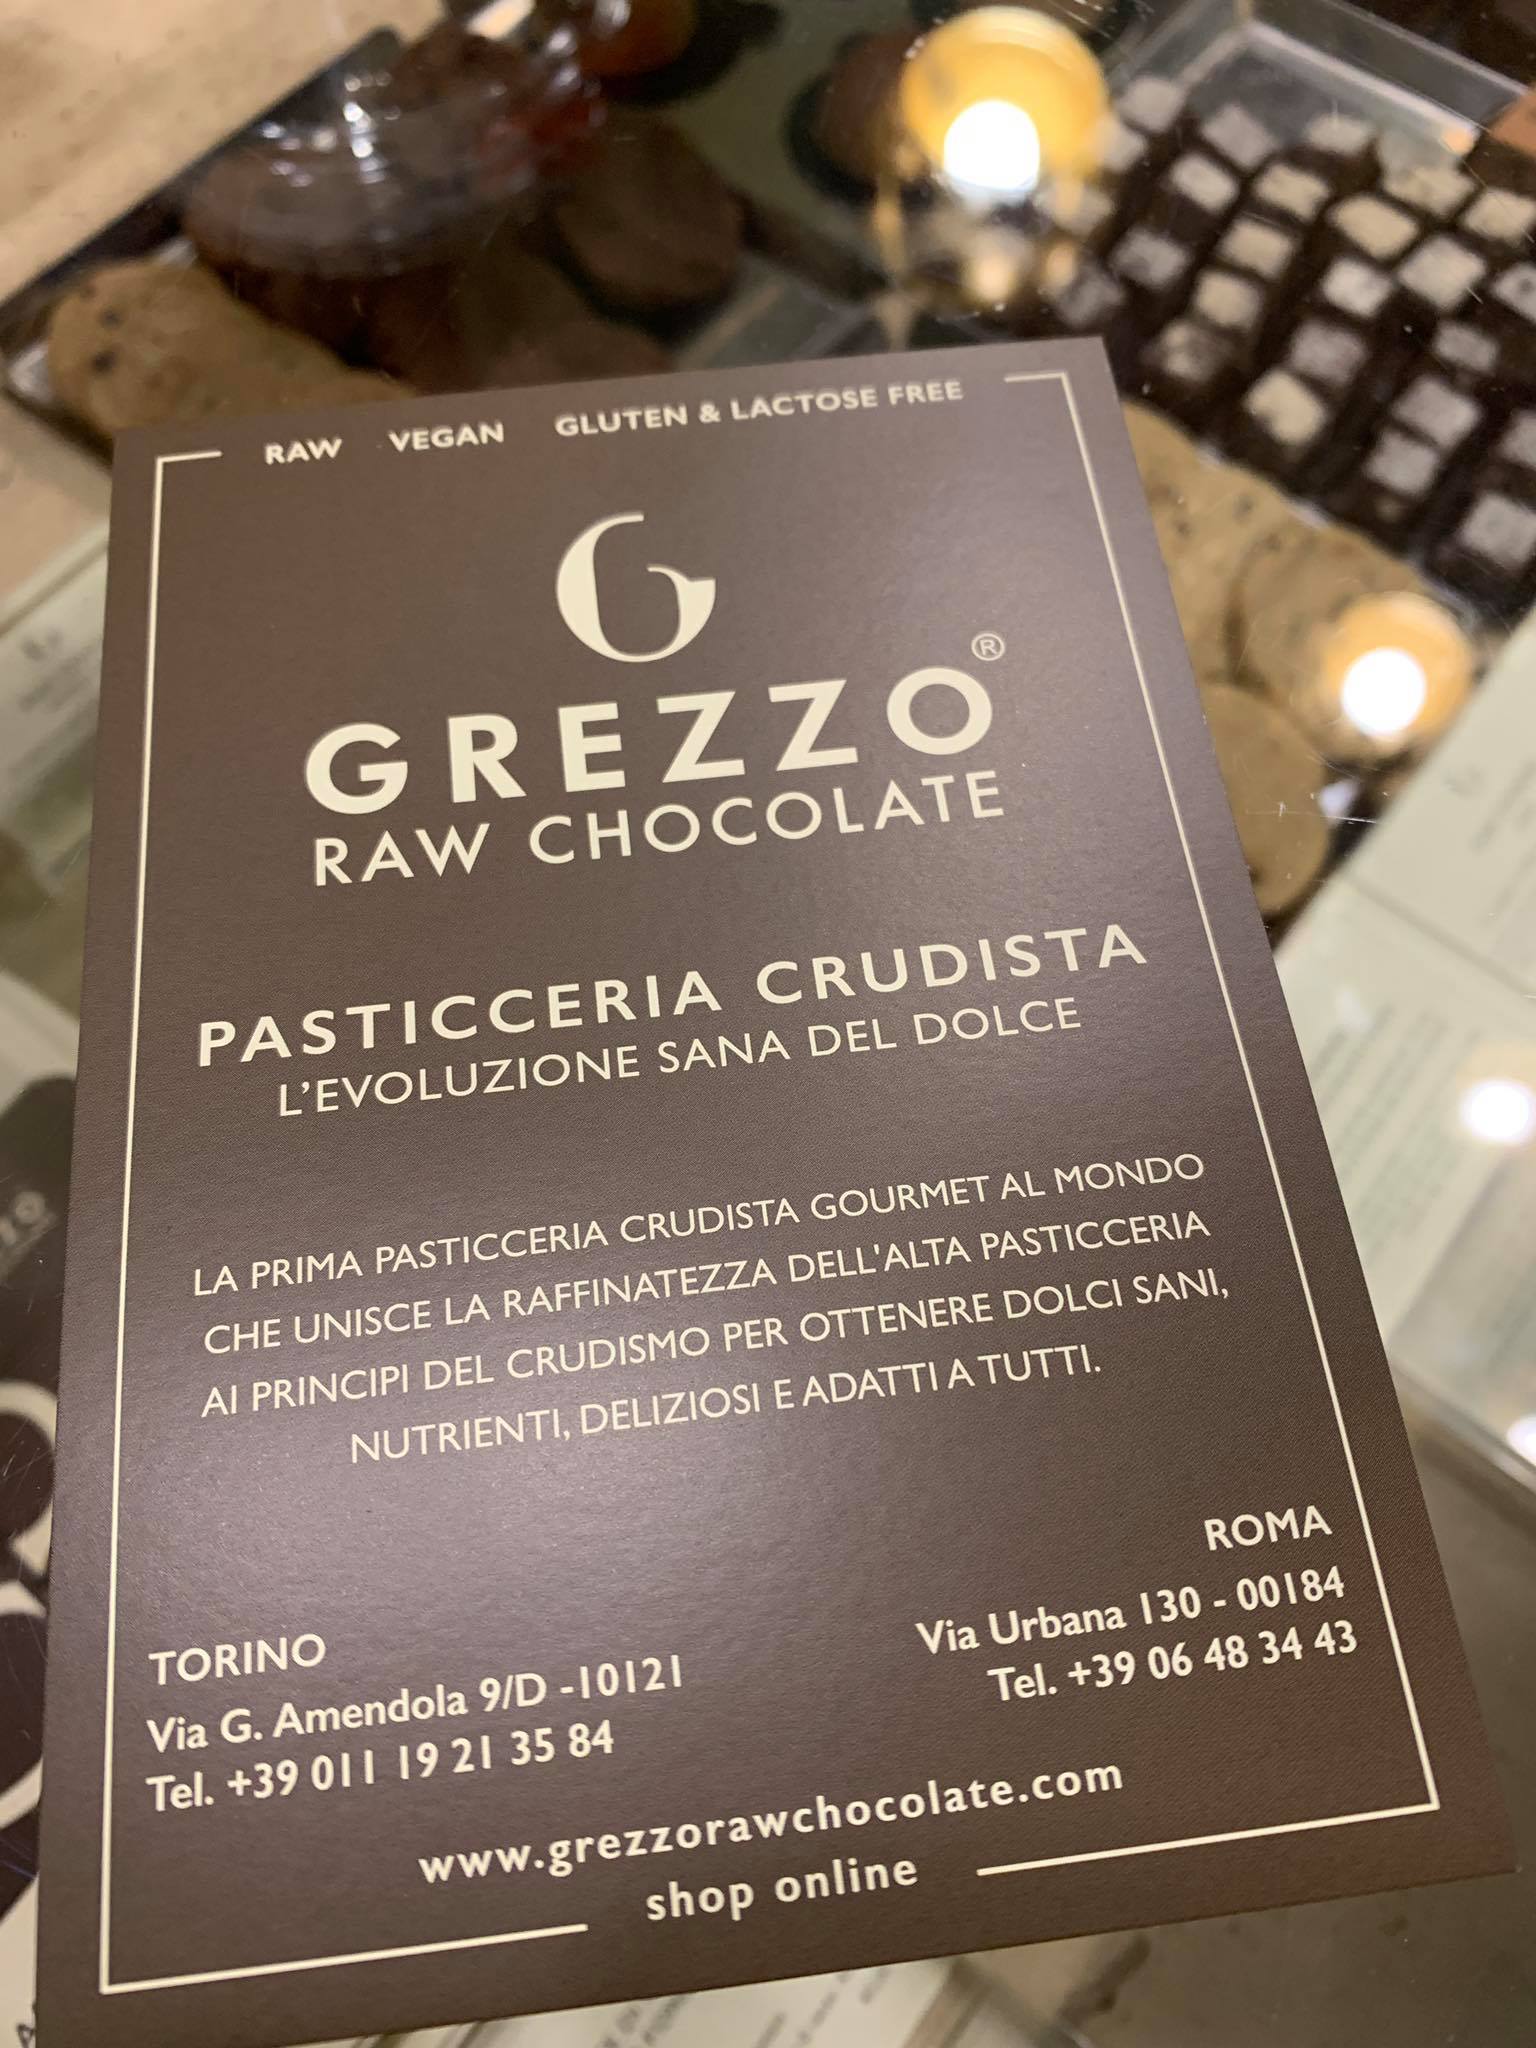 RAW VEGAN GLUTEN & LACTOSE FREE
G
GREZZO®
RAW CHOCOLATE
PASTICCERIA CRUDISTA
L'EVOLUZIONE SANA DEL DOLCE
LA PRIMA PASTICCERIA CRUDISTA GOURMET AL MONDO
CHE UNISCE LA RAFFINATEZZA DELL'ALTA PASTICCERIA
AI PRINCIPI DEL CRUDISMO PER OTTENERE DOLCI SANI,
NUTRIENTI, DELIZIOSI E ADATTI A TUTTI.
TORINO
Via G. Amendola 9/D -10121
Tel. +39 011 19 21 35 84
ROMA
Via Urbana 130 - 00184
Tel. +39 06 48 34 43
www.grezzorawchocolate.com
shop online